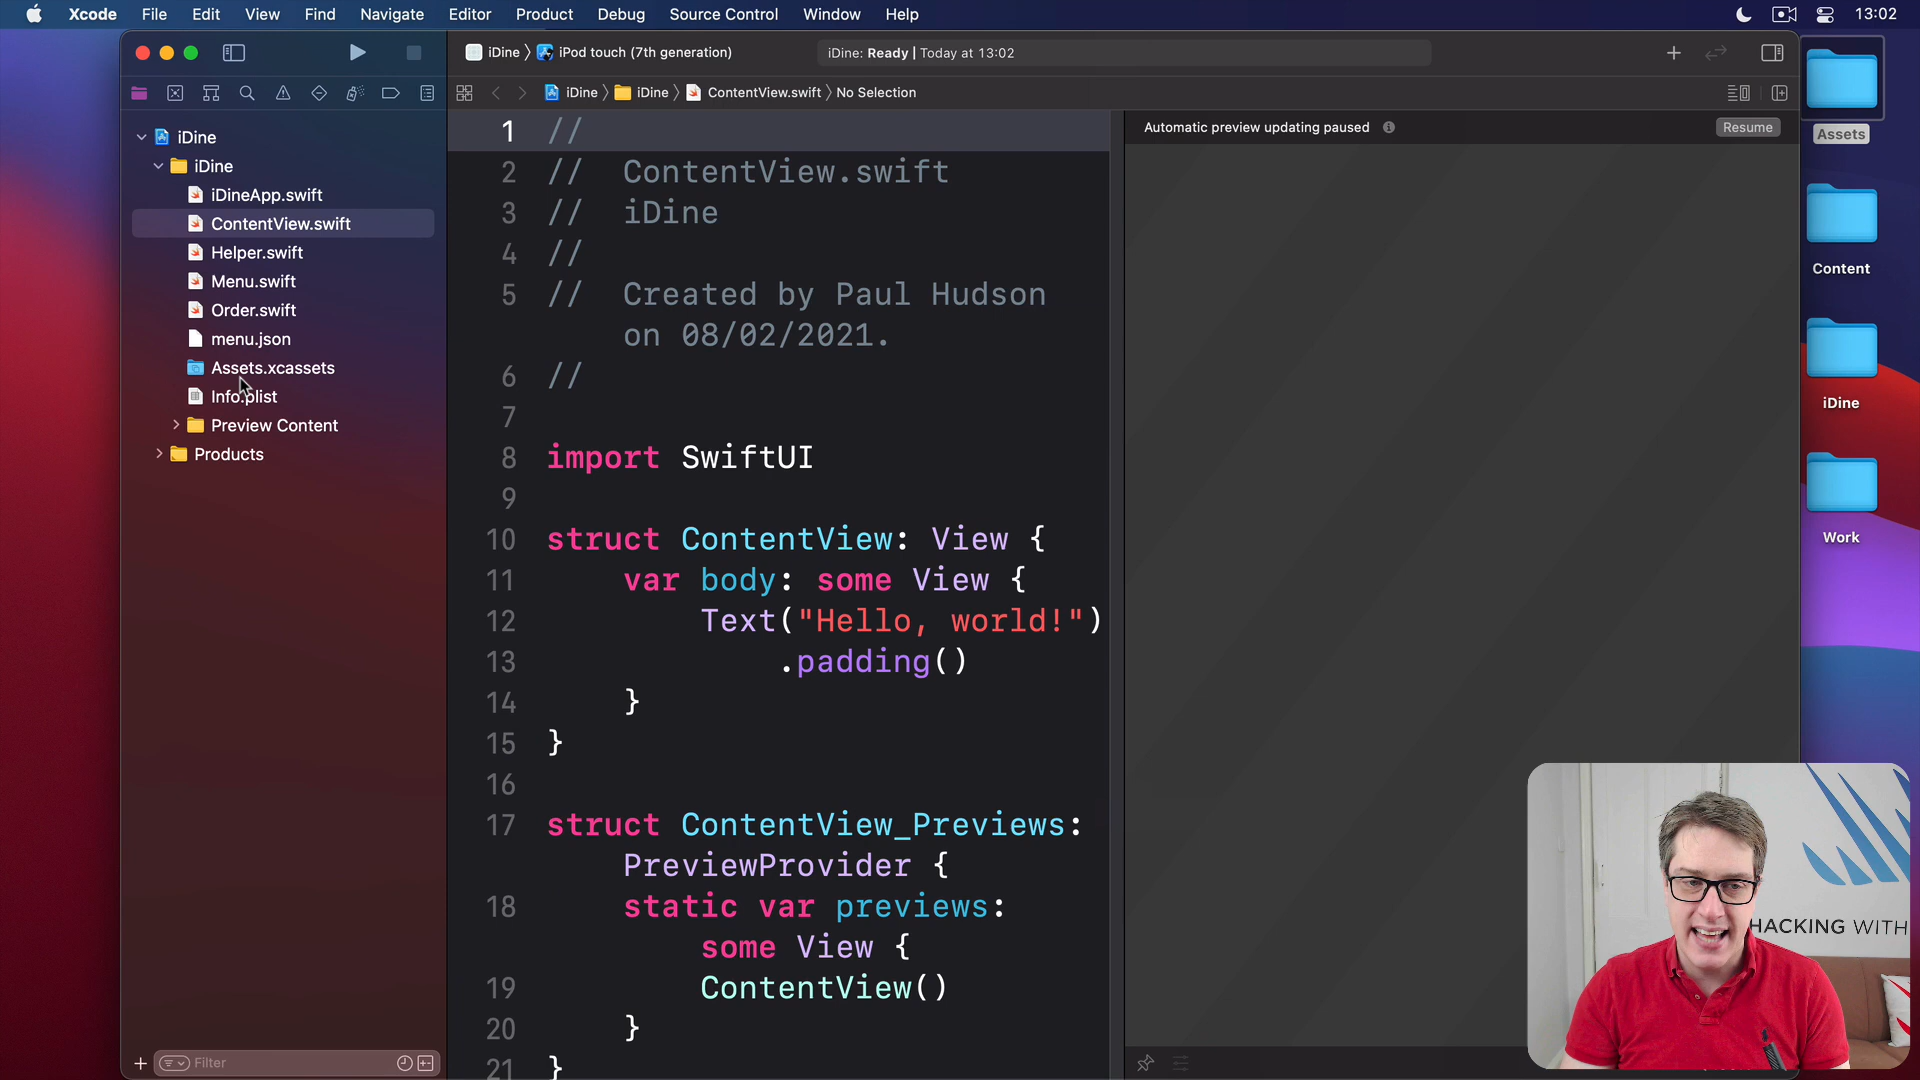 Xcode File Edit View Find Navigate Editor Product Debug Source Control Window Help 13:02
iDine iPod touch (7th generation) iDine: Ready | Today at 13:02
iDine iDine ContentView.swift No Selection
iDine
iDine
iDineApp.swift
ContentView.swift
Helper.swift
Menu.swift
Order.swift
menu.json
Assets.xcassets
Info.plist
Preview Content
Products
Filter
1 //
2 // ContentView.swift
3 // iDine
4 //
5 // Created by Paul Hudson
on 08/02/2021.
6 //
7
8 import SwiftUI
9
10 struct ContentView: View {
11 var body: some View {
12 Text("Hello, world!")
13 .padding()
14 }
15 }
16
17 struct ContentView_Previews:
PreviewProvider {
18 static var previews:
some View {
19 ContentView()
20 }
21 }
Automatic preview updating paused Resume
Assets
Content
iDine
Work
HACKING WITH